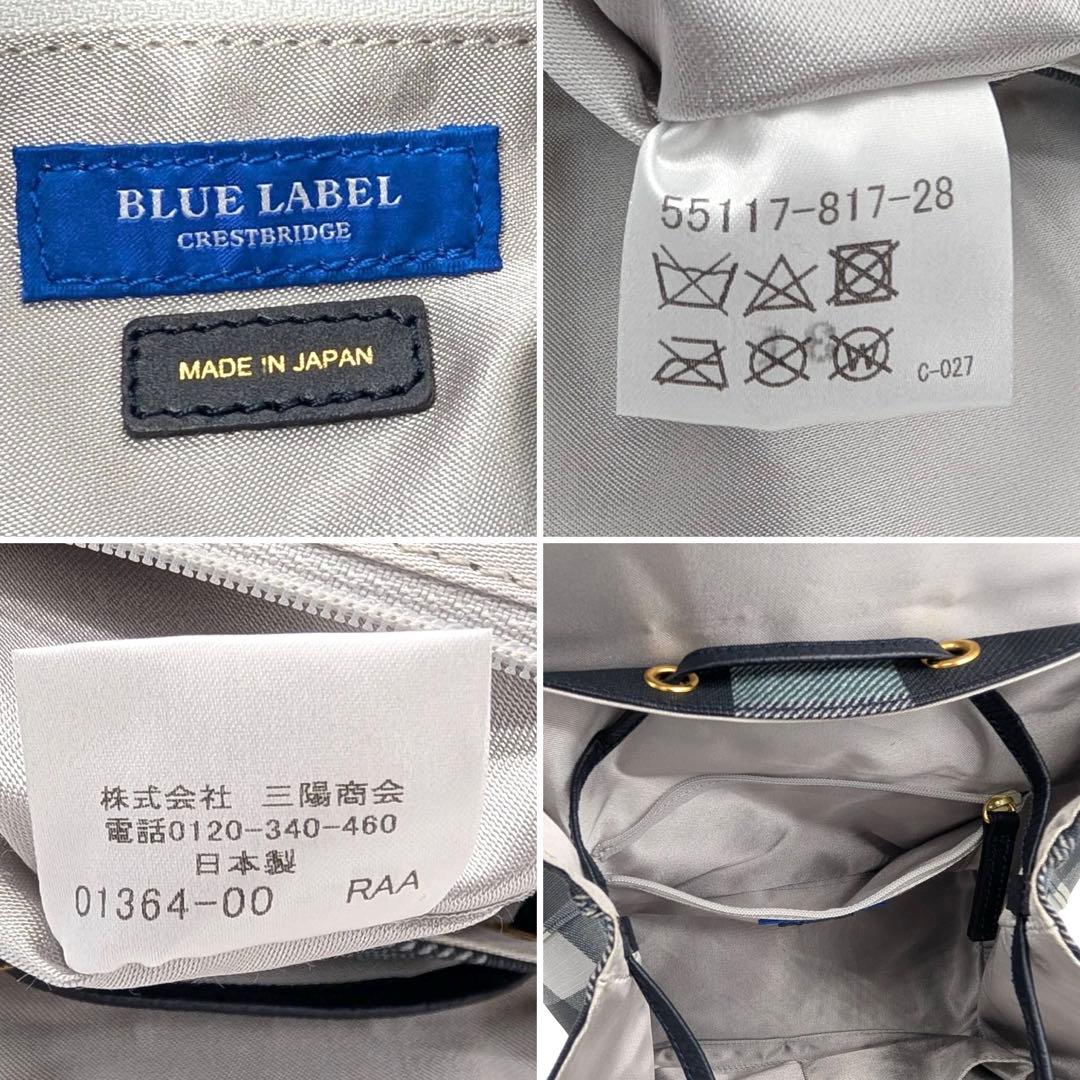 BLUE LABEL
CRESTBRIDGE
MADE IN JAPAN
55117-817-28
C-027
株式会社 三陽商会
電話0120-340-460
日本製
01364-00 RAA